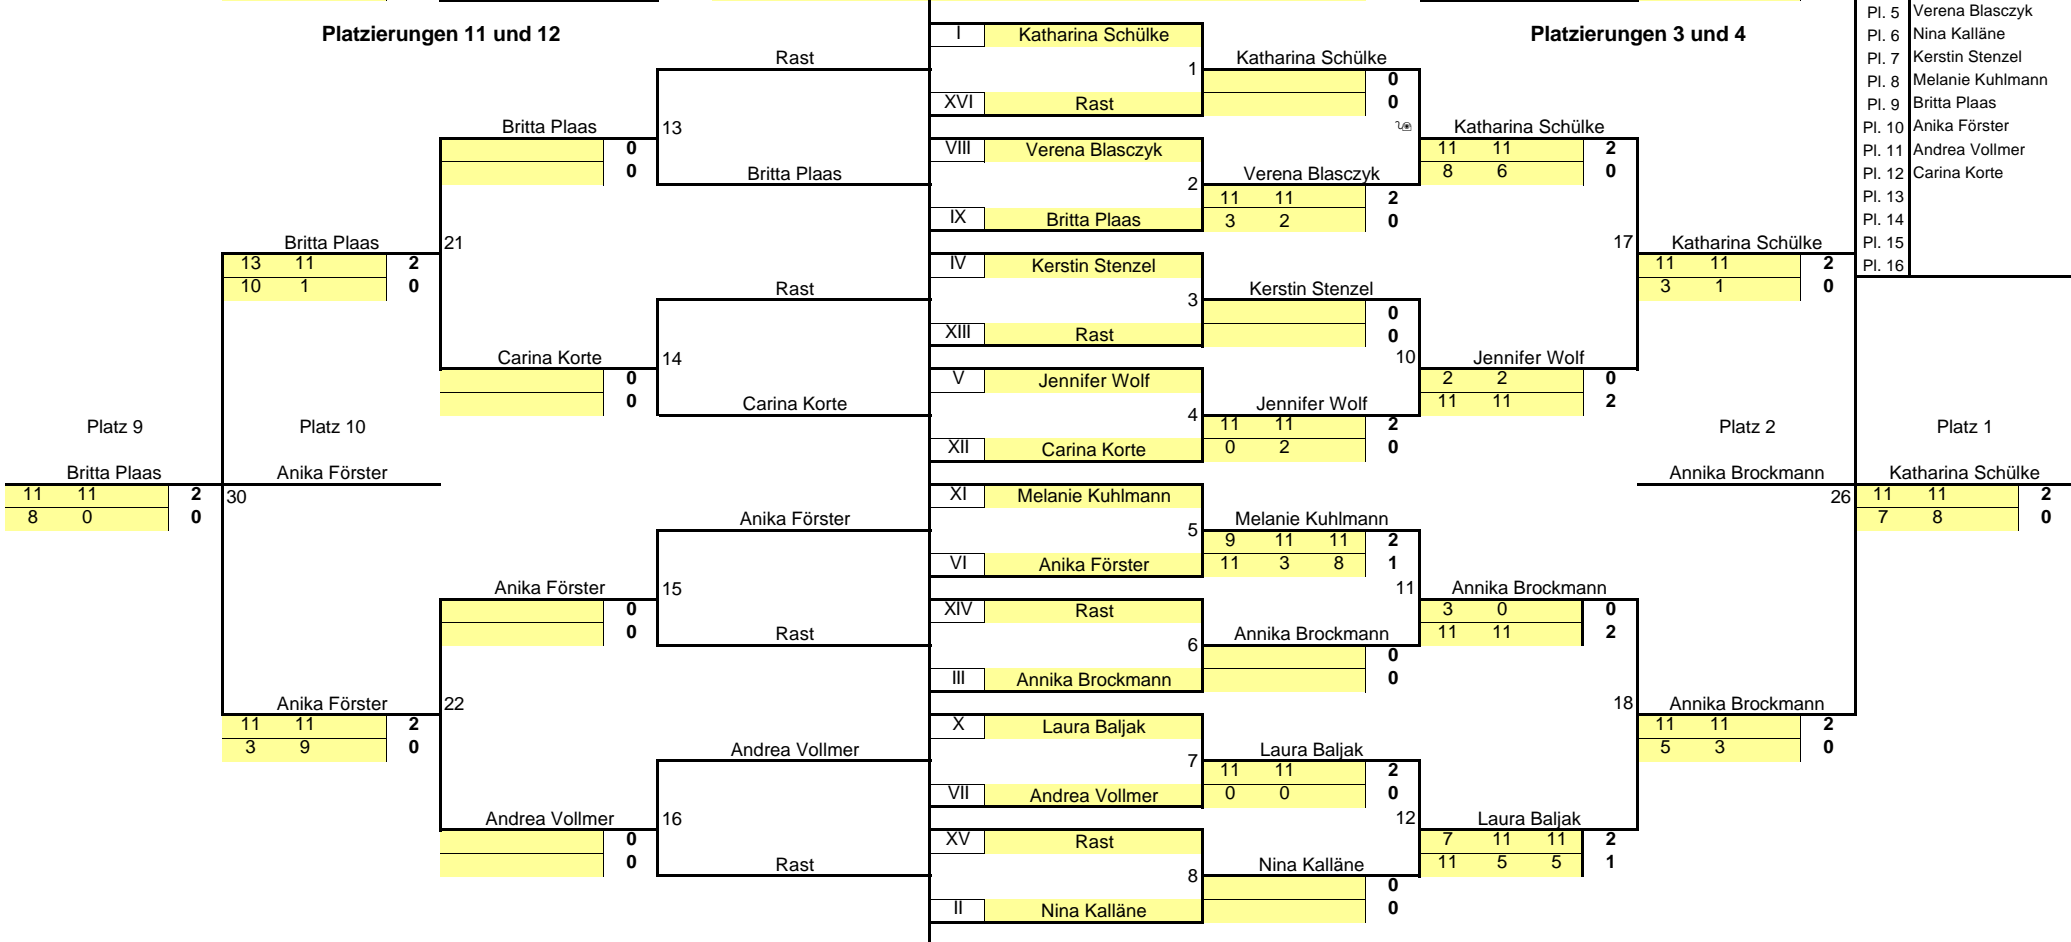 Platzierungen 11 und 12
Platzierungen 3 und 4
Pl. 5 Verena Blasczyk
Pl. 6 Nina Kalläne
Pl. 7 Kerstin Stenzel
Pl. 8 Melanie Kuhlmann
Pl. 9 Britta Plaas
Pl. 10 Anika Förster
Pl. 11 Andrea Vollmer
Pl. 12 Carina Korte
Pl. 13
Pl. 14
Pl. 15
Pl. 16
Platz 9
Britta Plaas
11 11 2
8 0 0
30
Platz 10
Anika Förster
Britta Plaas
13 11 2
10 1 0
Anika Förster
11 11 2
3 9 0
21
22
Britta Plaas
0
0
Carina Korte
0
0
Anika Förster
0
0
Andrea Vollmer
0
0
Rast
13
Britta Plaas
Rast
14
Carina Korte
Anika Förster
15
Rast
Andrea Vollmer
16
Rast
I Katharina Schülke
1
XVI Rast
VIII Verena Blasczyk
2
IX Britta Plaas
IV Kerstin Stenzel
3
XIII Rast
V Jennifer Wolf
4
XII Carina Korte
XI Melanie Kuhlmann
5
VI Anika Förster
XIV Rast
6
III Annika Brockmann
X Laura Baljak
7
VII Andrea Vollmer
XV Rast
8
II Nina Kalläne
Katharina Schülke
0
0
Verena Blasczyk
11 11 2
3 2 0
Kerstin Stenzel
0
0
10
Jennifer Wolf
11 11 2
0 2 0
Melanie Kuhlmann
9 11 11 2
11 3 8 1
11
Annika Brockmann
0
0
Laura Baljak
11 11 2
0 0 0
12
Nina Kalläne
0
0
Katharina Schülke
11 11 2
8 6 0
17
Jennifer Wolf
2 2 0
11 11 2
Annika Brockmann
3 0 0
11 11 2
18
Laura Baljak
7 11 11 2
11 5 5 1
Katharina Schülke
11 11 2
3 1 0
Platz 2
Annika Brockmann
26
Annika Brockmann
11 11 2
5 3 0
Platz 1
Katharina Schülke
11 11 2
7 8 0